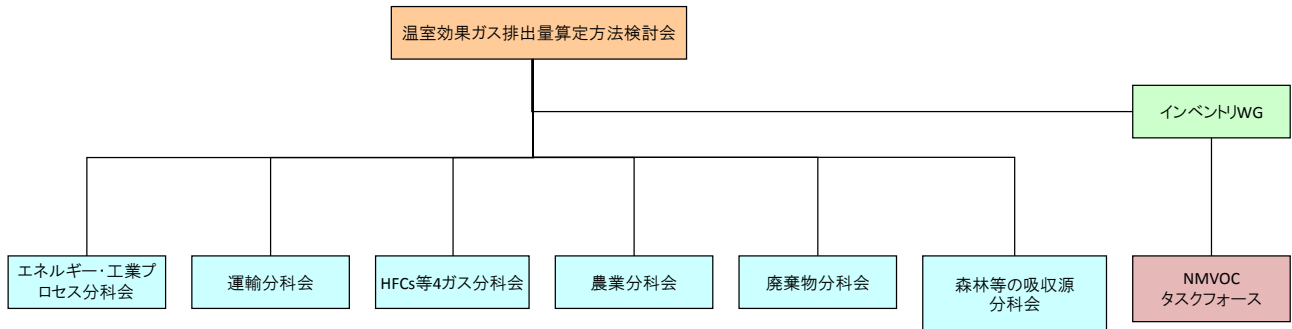 温室効果ガス排出量算定方法検討会
インベントリWG
エネルギー・工業プ
ロセス分科会
運輸分科会
HFCs等4ガス分科会
農業分科会
廃棄物分科会
森林等の吸収源
分科会
NMVOC
タスクフォース